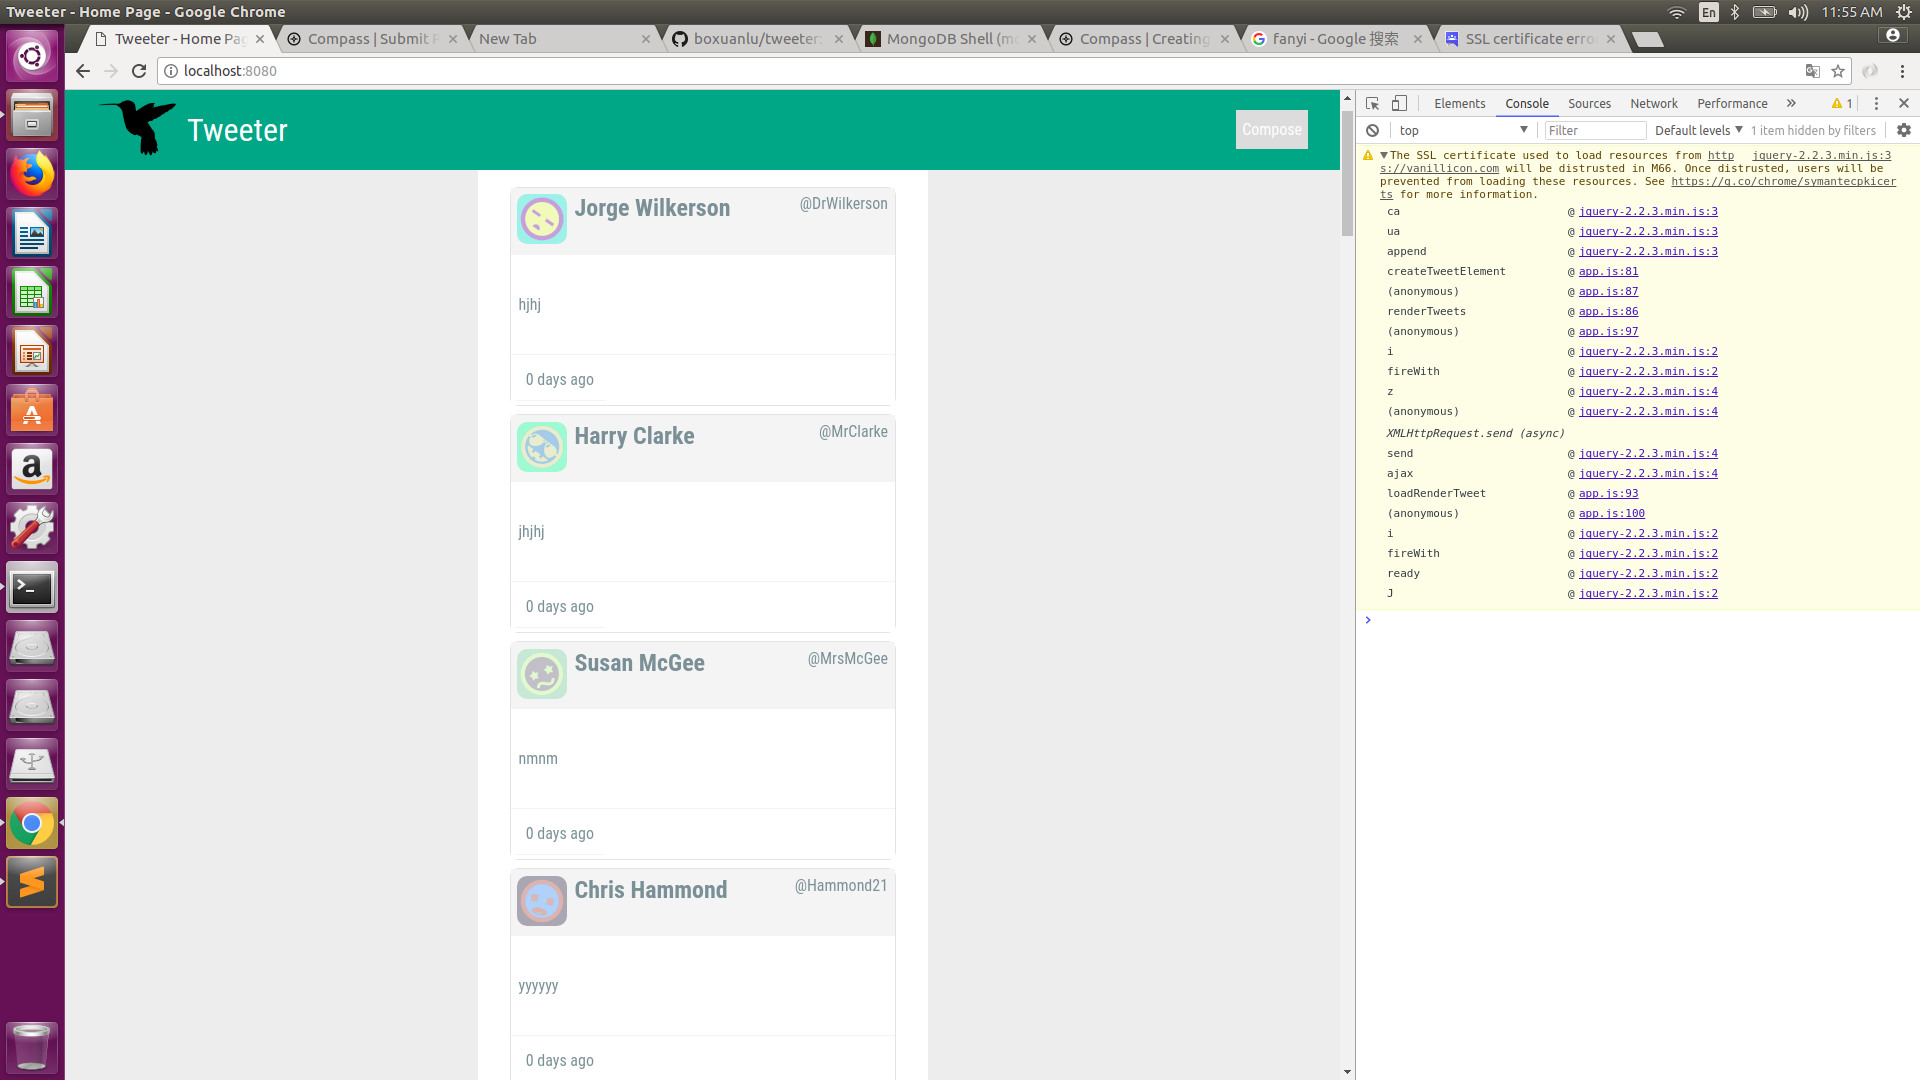 Tweeter - Home Page - Google Chrome
En
11:55 AM
Tweeter - Home Pa
Compass | Submit P
New Tab
boxuanlu/tweeter:
MongoDB Shell (mo
Compass | Creating
fanyi - Google 搜索
SSL certificate erro
localhost:8080
Tweeter
Compose
Jorge Wilkerson
@DrWilkerson
hjhj
0 days ago
Harry Clarke
@MrClarke
jhjhj
0 days ago
Susan McGee
@MrsMcGee
nmnm
0 days ago
Chris Hammond
@Hammond21
yyyyyy
0 days ago
Elements Console Sources Network Performance » 1
top Filter Default levels 1 item hidden by filters
The SSL certificate used to load resources from http jquery-2.2.3.min.js:3
s://vanillicon.com will be distrusted in M66. Once distrusted, users will be
prevented from loading these resources. See https://g.co/chrome/symantecpkicer
ts for more information.
ca @ jquery-2.2.3.min.js:3
ua @ jquery-2.2.3.min.js:3
append @ jquery-2.2.3.min.js:3
createTweetElement @ app.js:81
(anonymous) @ app.js:87
renderTweets @ app.js:86
(anonymous) @ app.js:97
i @ jquery-2.2.3.min.js:2
fireWith @ jquery-2.2.3.min.js:2
z @ jquery-2.2.3.min.js:4
(anonymous) @ jquery-2.2.3.min.js:4
XMLHttpRequest.send (async)
send @ jquery-2.2.3.min.js:4
ajax @ jquery-2.2.3.min.js:4
loadRenderTweet @ app.js:93
(anonymous) @ app.js:100
i @ jquery-2.2.3.min.js:2
fireWith @ jquery-2.2.3.min.js:2
ready @ jquery-2.2.3.min.js:2
J @ jquery-2.2.3.min.js:2